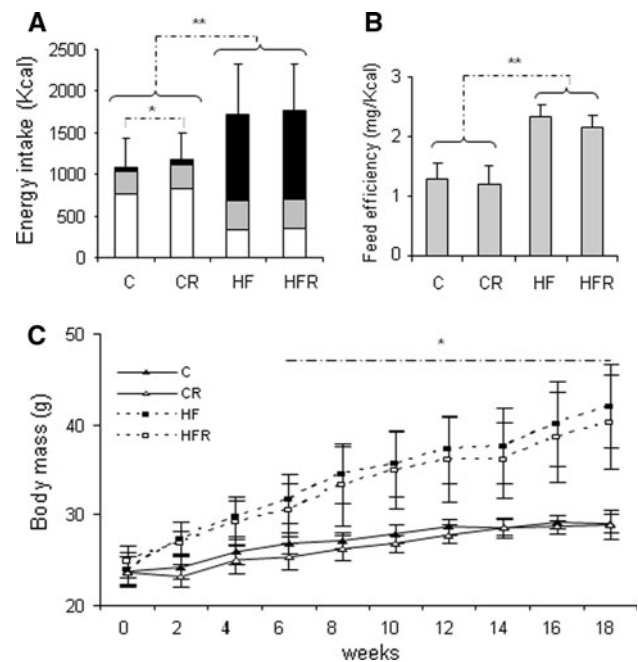 A
Energy intake (Kcal)
2500
2000
1500
1000
500
0
**
*
C CR HF HFR
B
Feed efficiency (mg/Kcal)
3
2
1
0
**
C CR HF HFR
C
Body mass (g)
50
40
30
20
*
C
CR
HF
HFR
0 2 4 6 8 10 12 14 16 18
weeks